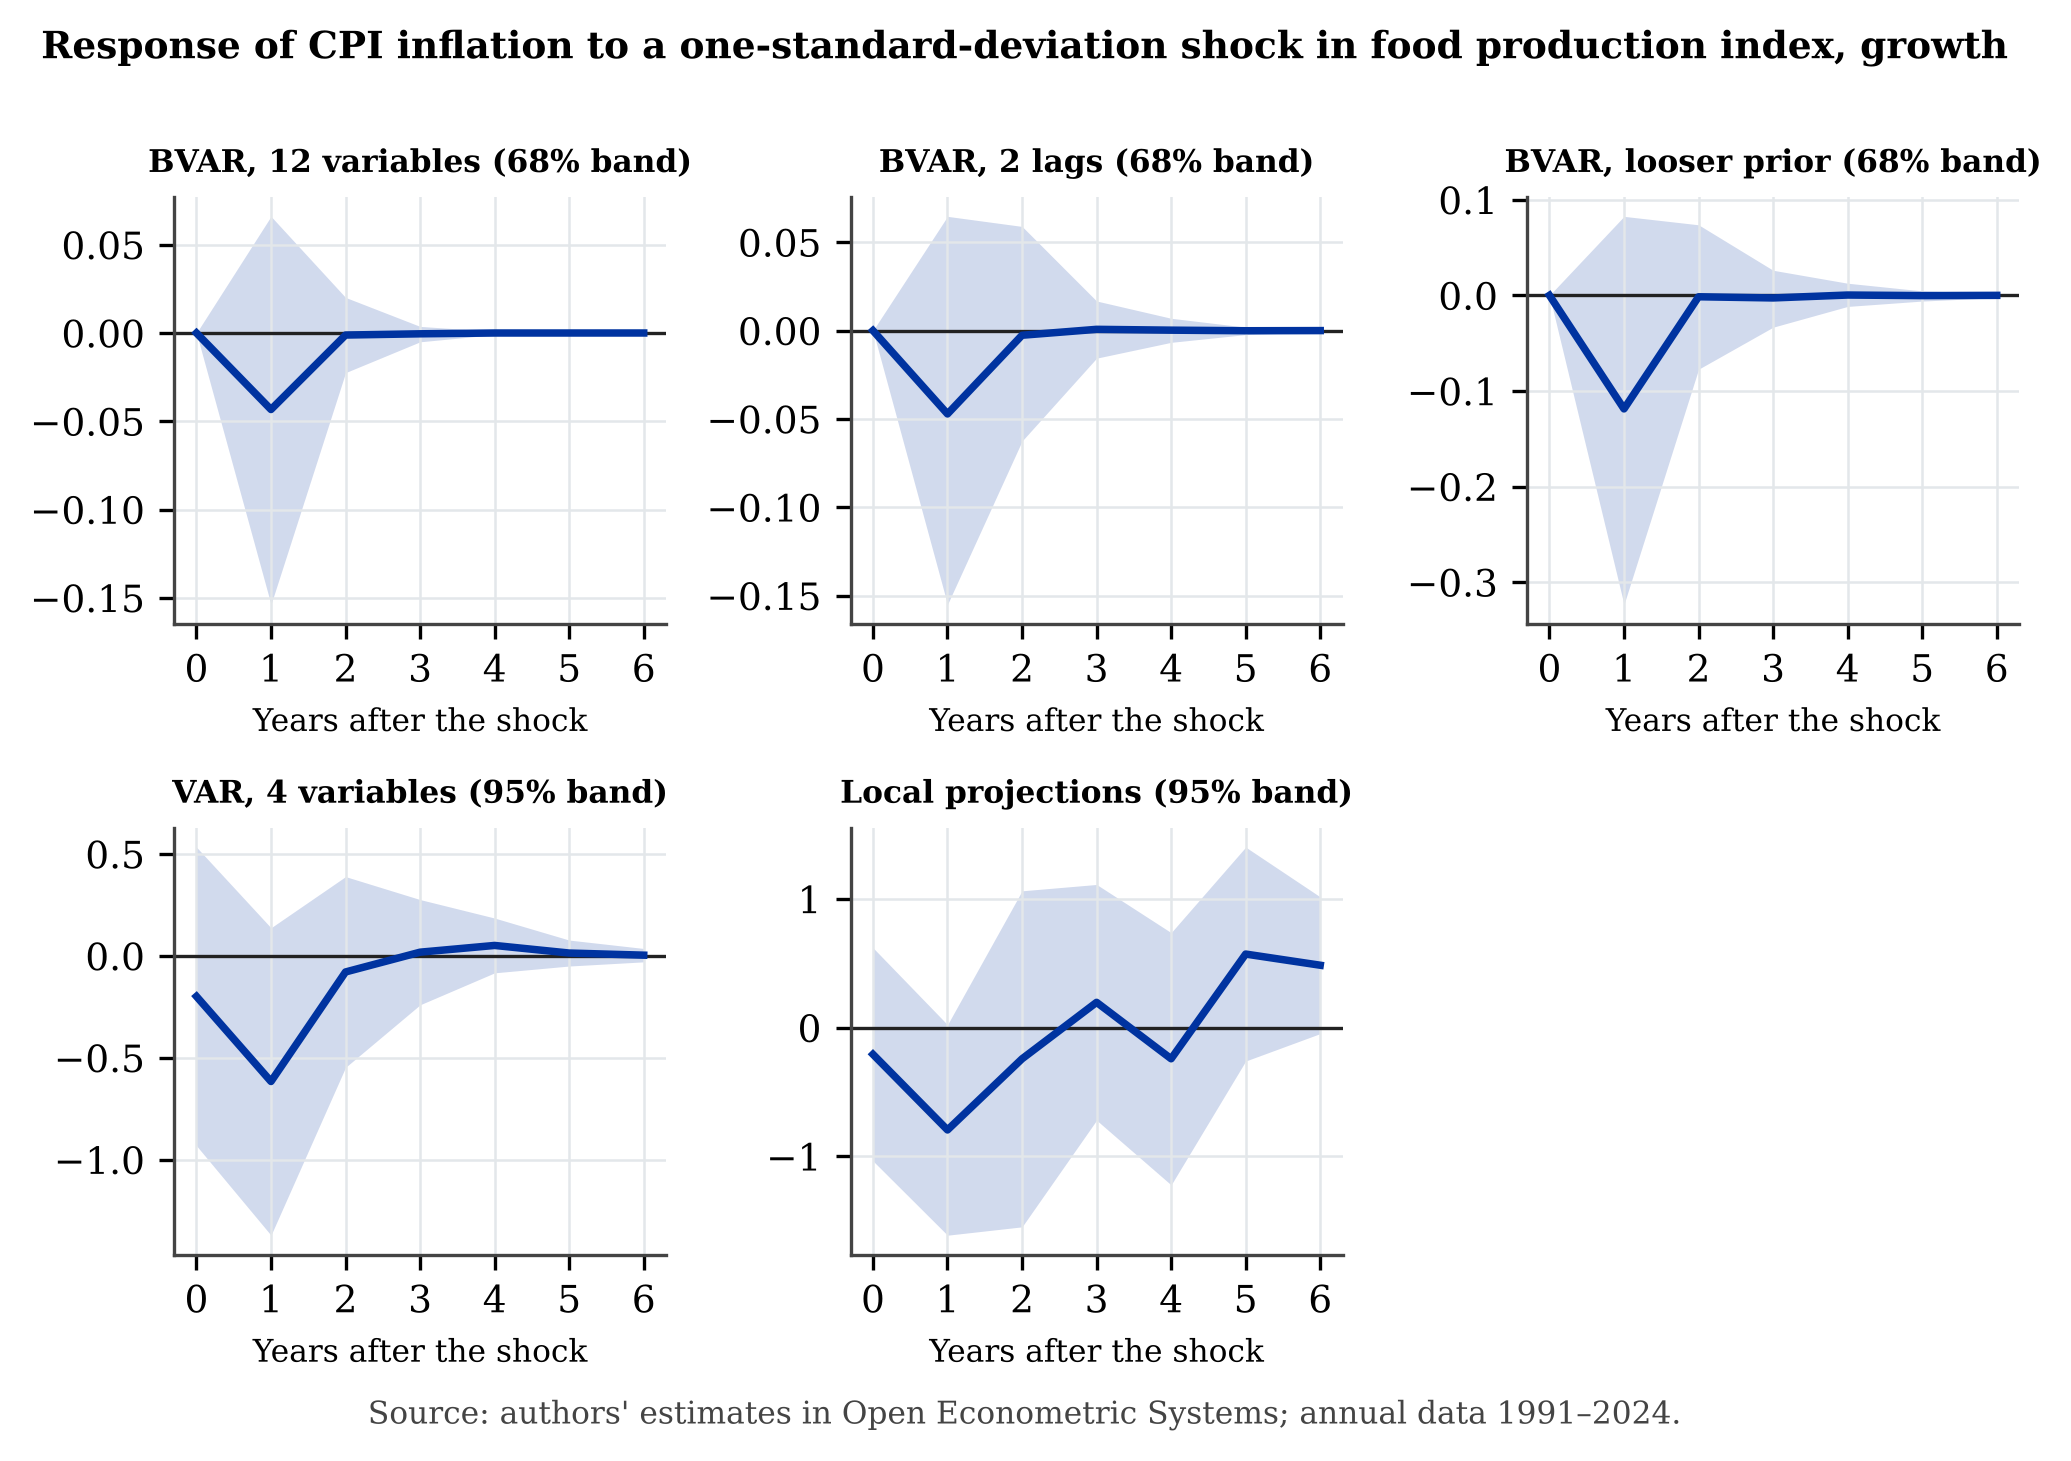 Response of CPI inflation to a one-standard-deviation shock in food production index, growth
BVAR, 12 variables (68% band)
0.05
0.00
−0.05
−0.10
−0.15
0 1 2 3 4 5 6
Years after the shock
BVAR, 2 lags (68% band)
0.05
0.00
−0.05
−0.10
−0.15
0 1 2 3 4 5 6
Years after the shock
BVAR, looser prior (68% band)
0.1
0.0
−0.1
−0.2
−0.3
0 1 2 3 4 5 6
Years after the shock
VAR, 4 variables (95% band)
0.5
0.0
−0.5
−1.0
0 1 2 3 4 5 6
Years after the shock
Local projections (95% band)
1
0
−1
0 1 2 3 4 5 6
Years after the shock
Source: authors' estimates in Open Econometric Systems; annual data 1991–2024.